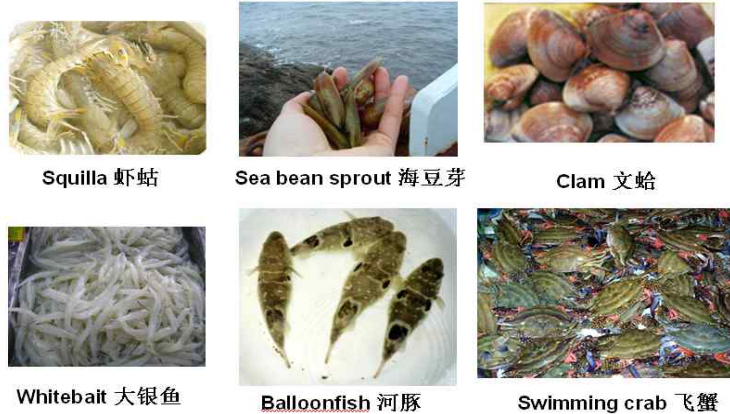 Squilla 虾蛄
Sea bean sprout 海豆芽
Clam 文蛤
Whitebait 大银鱼
Balloonfish 河豚
Swimming crab 飞蟹